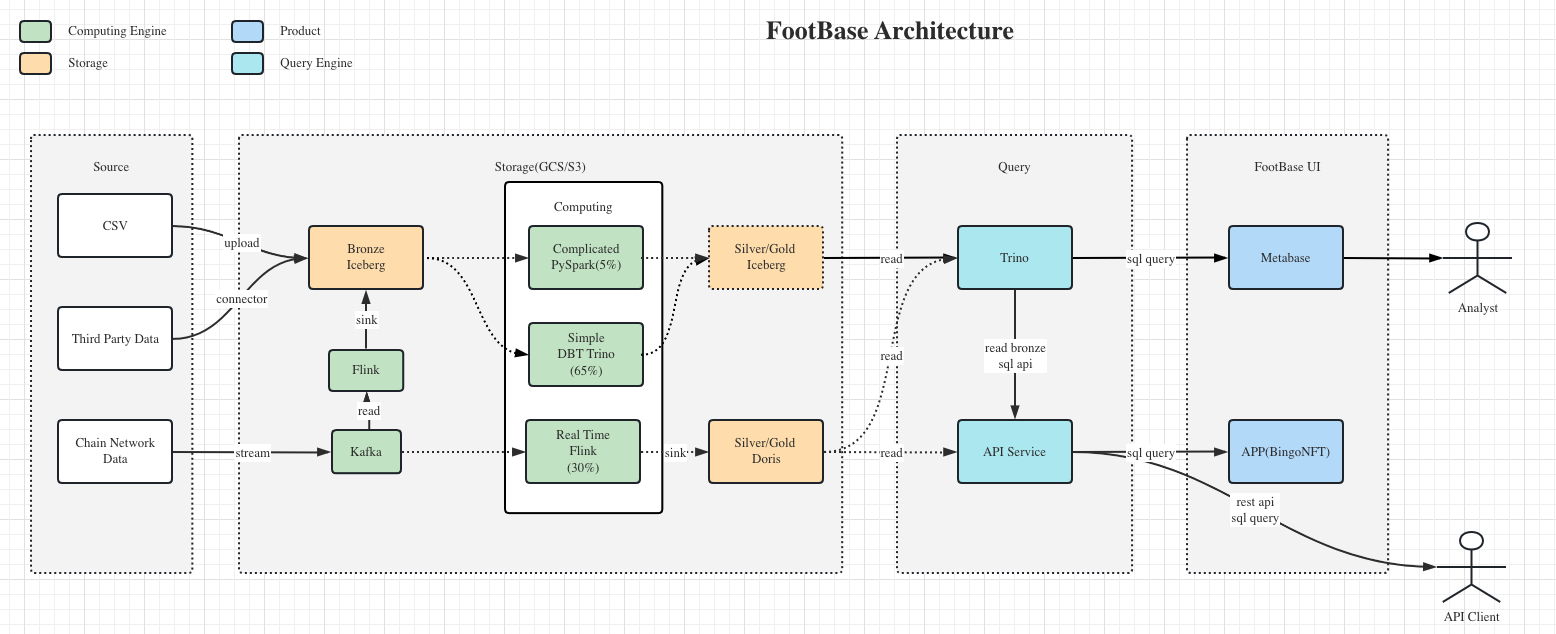 FootBase Architecture
Computing Engine
Product
Storage
Query Engine
Source
CSV
Third Party Data
Chain Network
Data
upload
connector
stream
Storage(GCS/S3)
Bronze
Iceberg
sink
Flink
read
Kafka
Computing
Complicated
PySpark(5%)
Simple
DBT Trino
(65%)
Real Time
Flink
(30%)
sink
Silver/Gold
Iceberg
Silver/Gold
Doris
read
read
read
Query
Trino
read bronze
sql api
API Service
sql query
sql query
rest api
sql query
FootBase UI
Metabase
APP(BingoNFT)
Analyst
API Client